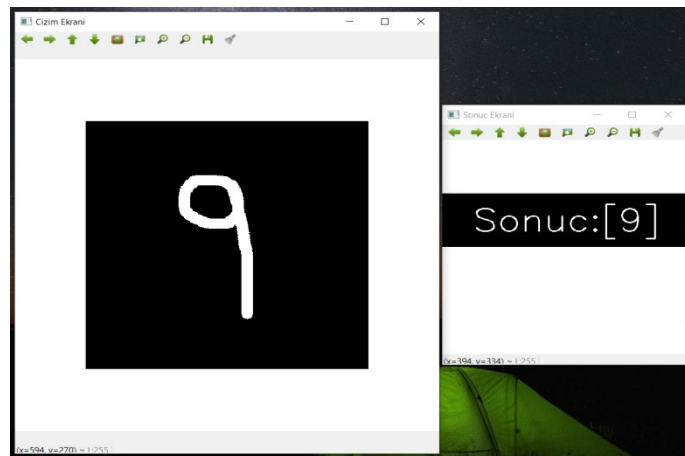 Cizim Ekrani
9
(x=594, y=270) ~ L:255
Sonuc Ekrani
Sonuc:[9]
(x=394, y=334) ~ L:255